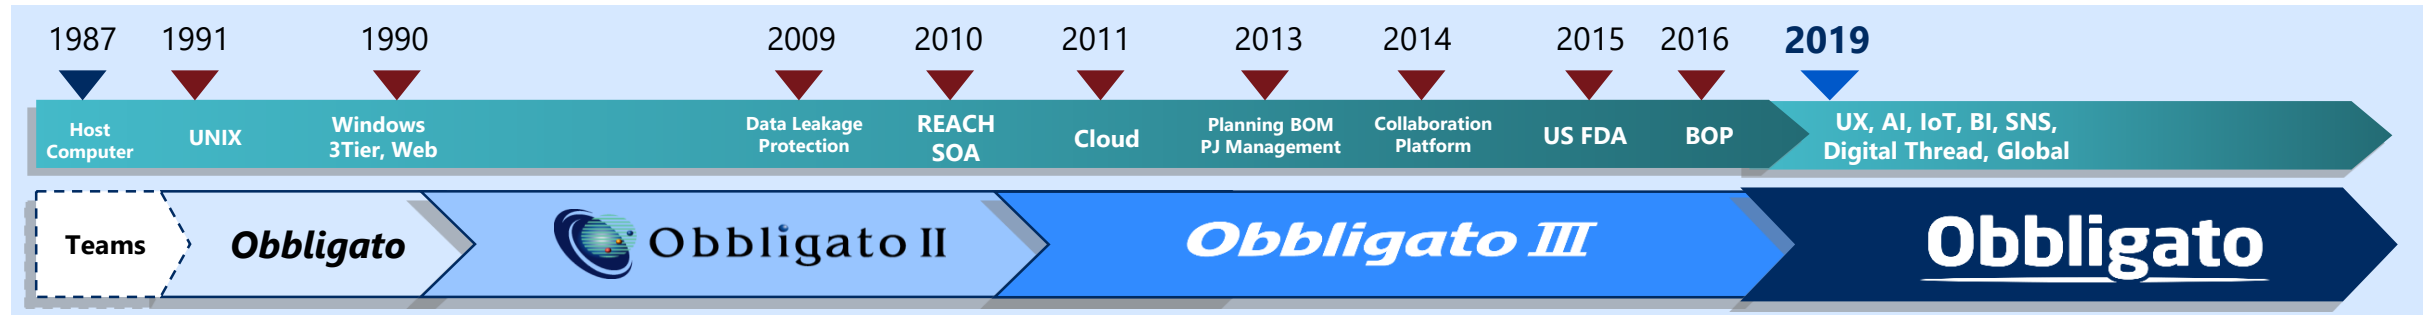 1987 1991 1990 2009 2010 2011 2013 2014 2015 2016 2019
Host
Computer
UNIX
Windows
3Tier, Web
Data Leakage
Protection
REACH
SOA
Cloud
Planning BOM
PJ Management
Collaboration
Platform
US FDA
BOP
UX, AI, IoT, BI, SNS,
Digital Thread, Global
Teams
Obbligato
Obbligato II
Obbligato III
Obbligato